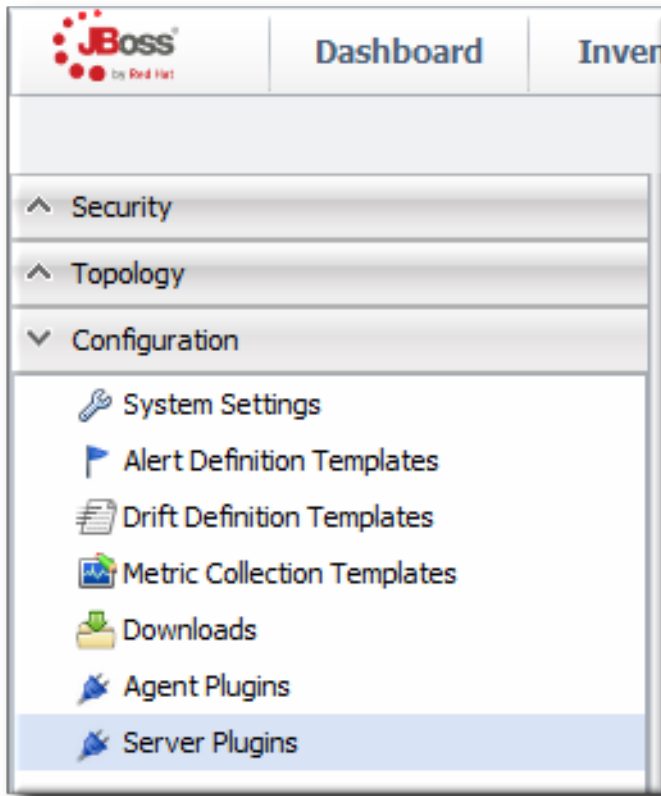 JBoss
by Red Hat
Dashboard
Inven
Security
Topology
Configuration
System Settings
Alert Definition Templates
Drift Definition Templates
Metric Collection Templates
Downloads
Agent Plugins
Server Plugins